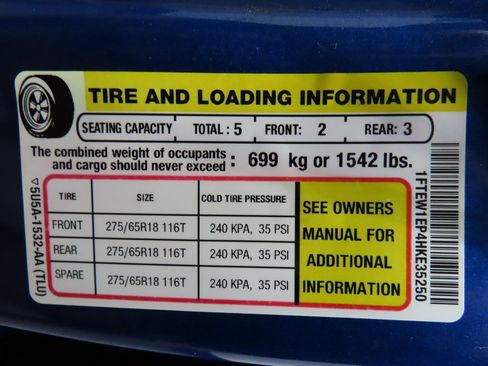 TIRE AND LOADING INFORMATION
SEATING CAPACITY TOTAL : 5 FRONT: 2 REAR: 3
The combined weight of occupants
and cargo should never exceed : 699 kg or 1542 lbs.
TIRE SIZE COLD TIRE PRESSURE
FRONT 275/65R18 116T 240 KPA, 35 PSI
REAR 275/65R18 116T 240 KPA, 35 PSI
SPARE 275/65R18 116T 240 KPA, 35 PSI
SEE OWNERS
MANUAL FOR
ADDITIONAL
INFORMATION
▽5U5A-1532-AA (TLU)
1FTEW1EP4HKE35250